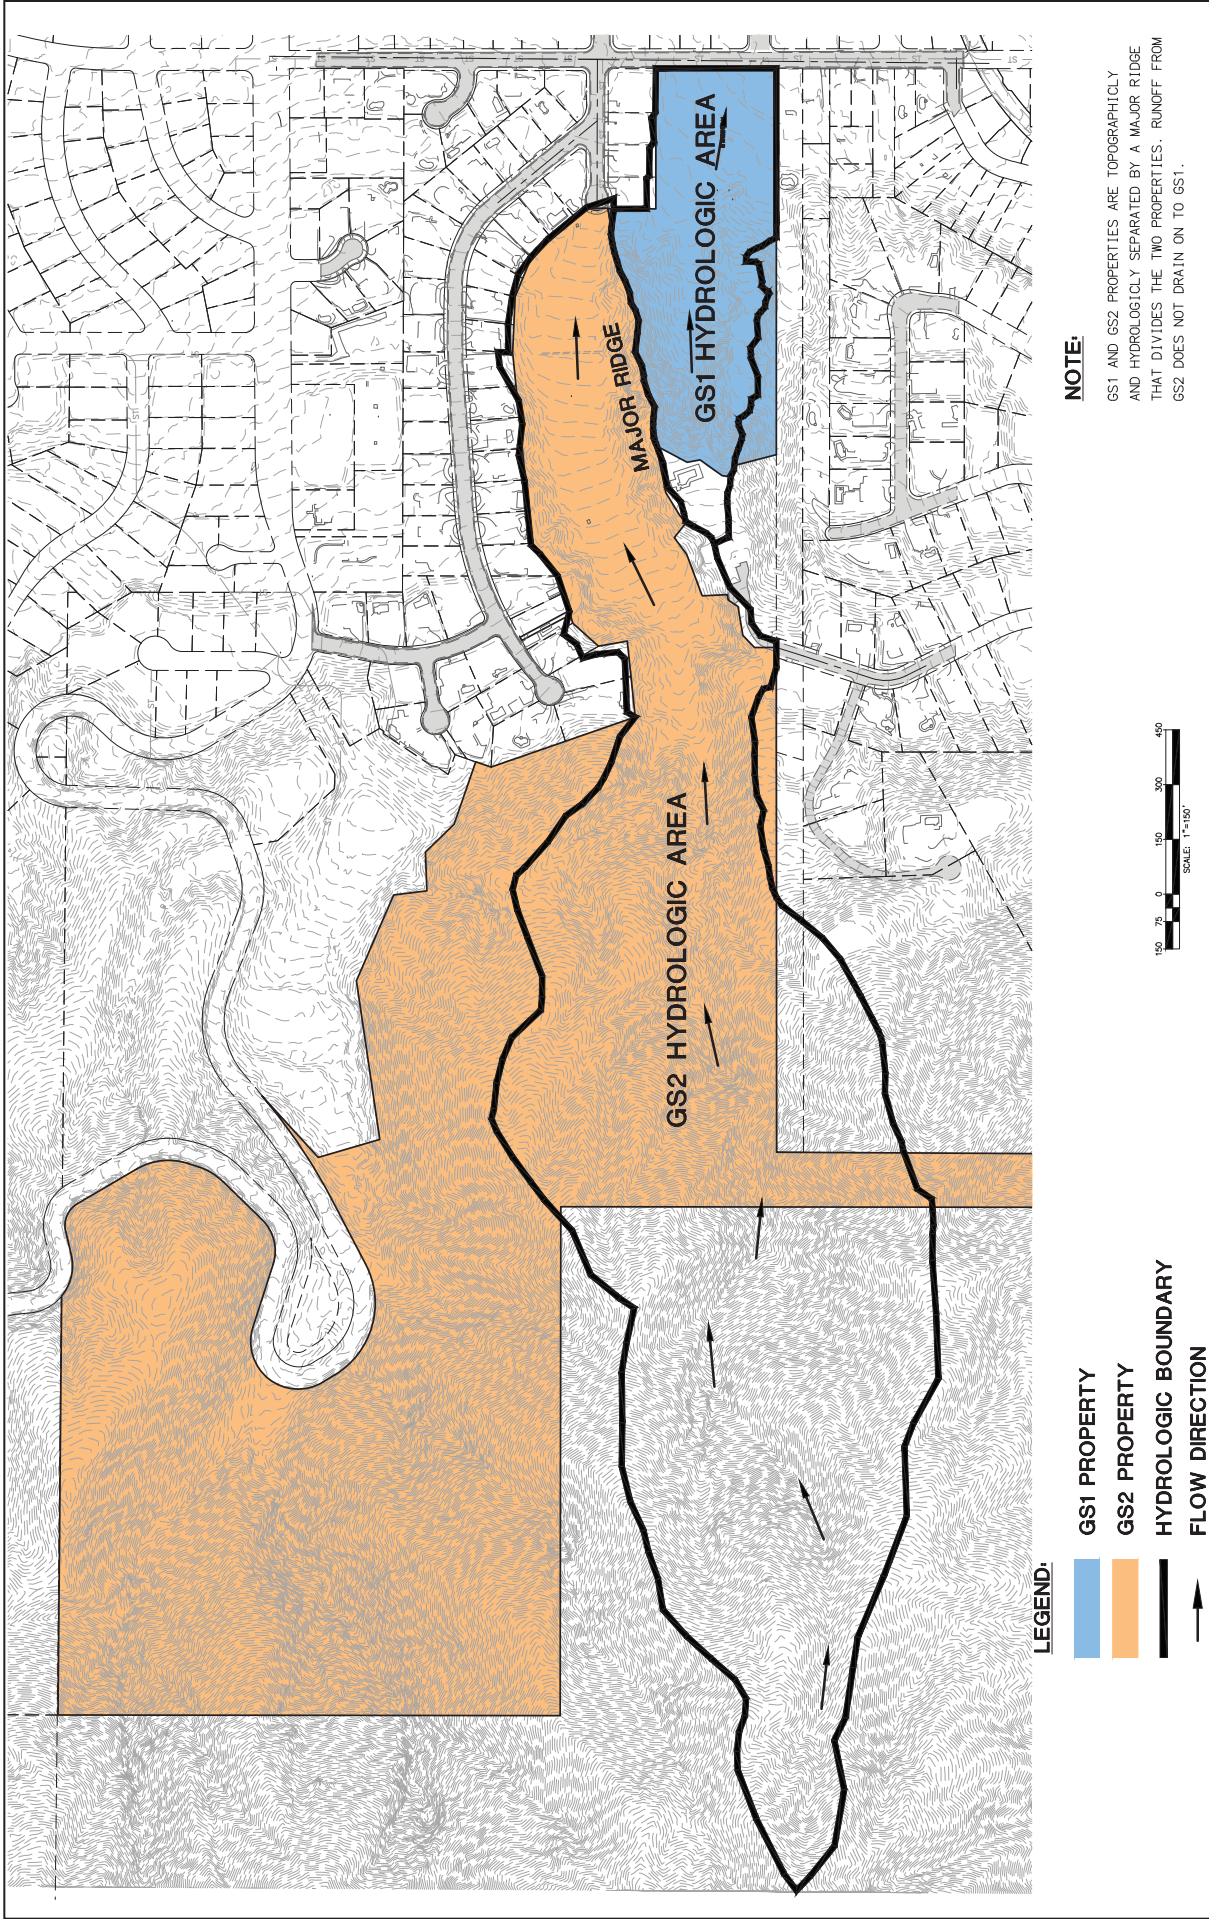 GS1 HYDROLOGIC AREA
MAJOR RIDGE
GS2 HYDROLOGIC AREA
NOTE:
GS1 AND GS2 PROPERTIES ARE TOPOGRAPHICLY
AND HYDROLOGICLY SEPARATED BY A MAJOR RIDGE
THAT DIVIDES THE TWO PROPERTIES. RUNOFF FROM
GS2 DOES NOT DRAIN ON TO GS1.
150 75 0 150 300 450
SCALE: 1"=150'
LEGEND:
GS1 PROPERTY
GS2 PROPERTY
HYDROLOGIC BOUNDARY
FLOW DIRECTION